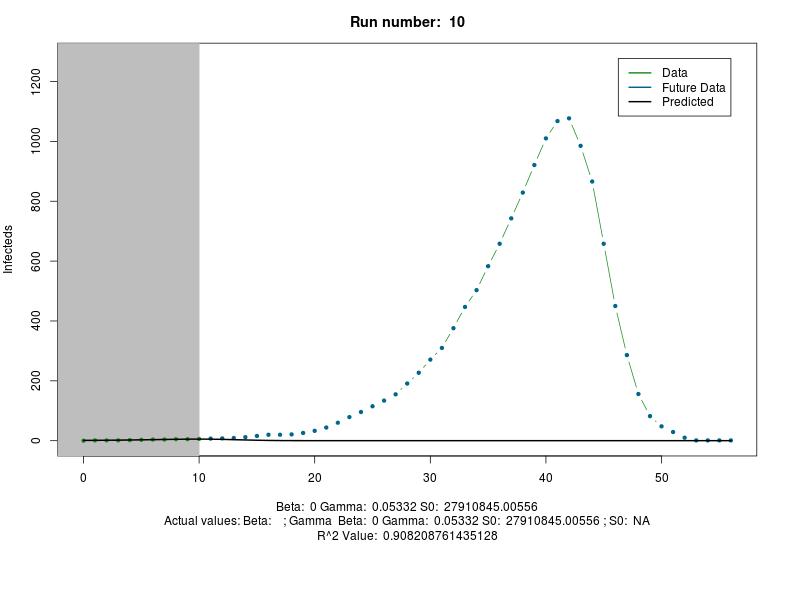 Run number: 10
Data
Future Data
Predicted
Infecteds
1200
1000
800
600
400
200
0
0 10 20 30 40 50
Beta: 0 Gamma: 0.05332 S0: 27910845.00556
Actual values: Beta: ; Gamma Beta: 0 Gamma: 0.05332 S0: 27910845.00556 ; S0: NA
R^2 Value: 0.908208761435128